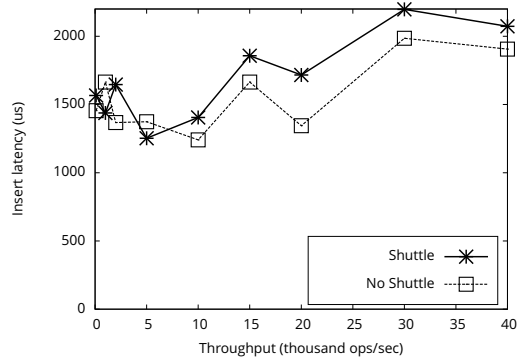 2000
1500
1000
500
0
Insert latency (us)
Shuttle
No Shuttle
0 5 10 15 20 25 30 35 40
Throughput (thousand ops/sec)